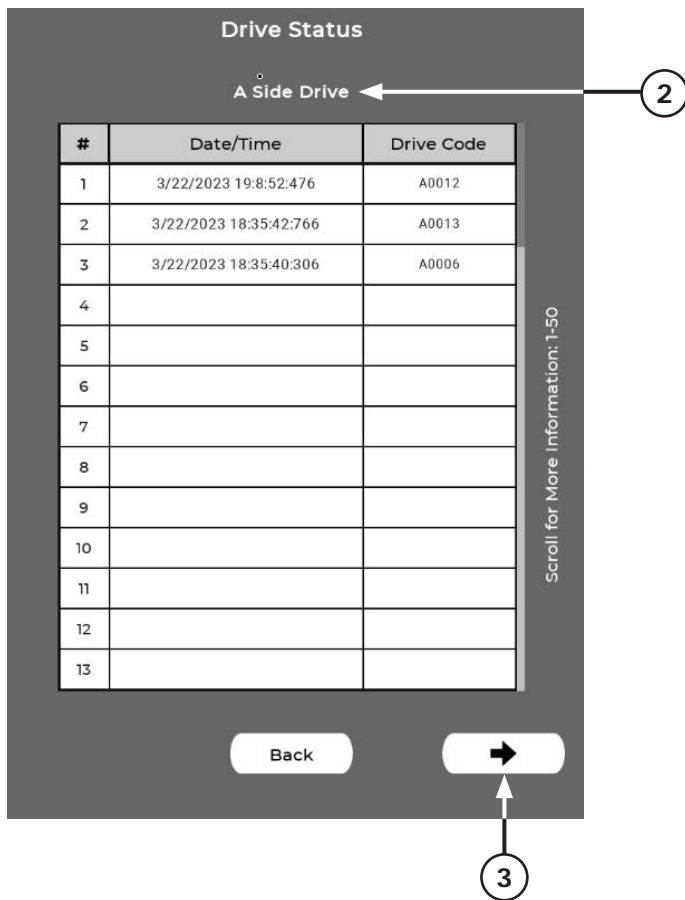 Drive Status
A Side Drive
2
# Date/Time Drive Code
1 3/22/2023 19:8:52:476 A0012
2 3/22/2023 18:35:42:766 A0013
3 3/22/2023 18:35:40:306 A0006
4
5
6
7
8
9
10
11
12
13
Scroll for More Information: 1-50
Back
3